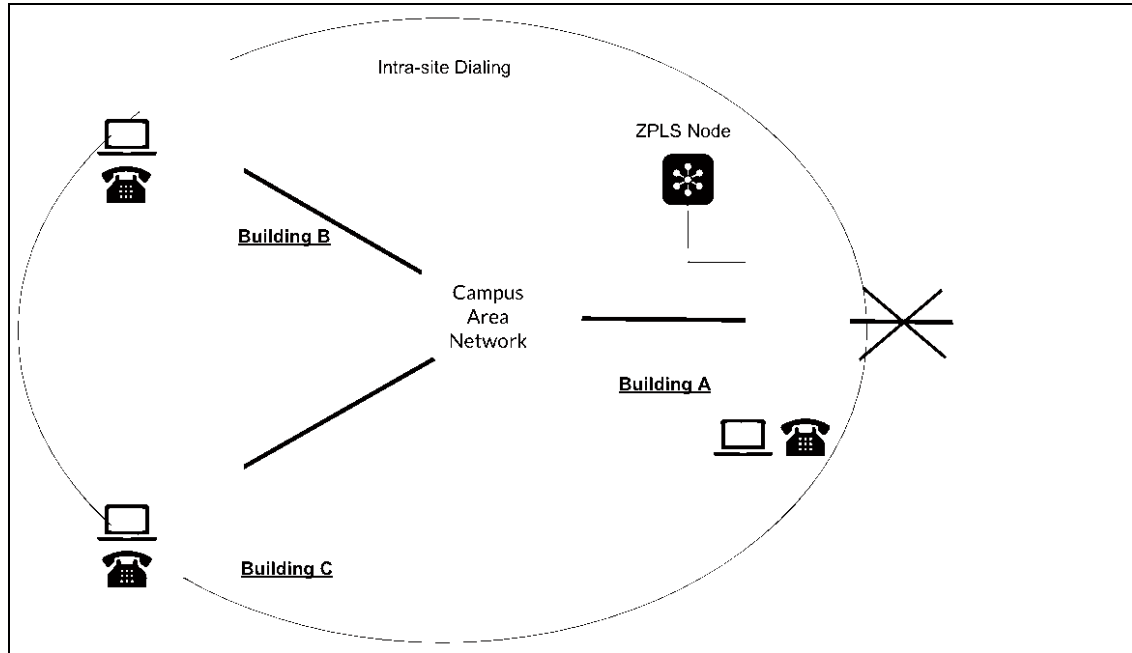 Intra-site Dialing
ZPLS Node
Building B
Campus
Area
Network
Building A
Building C